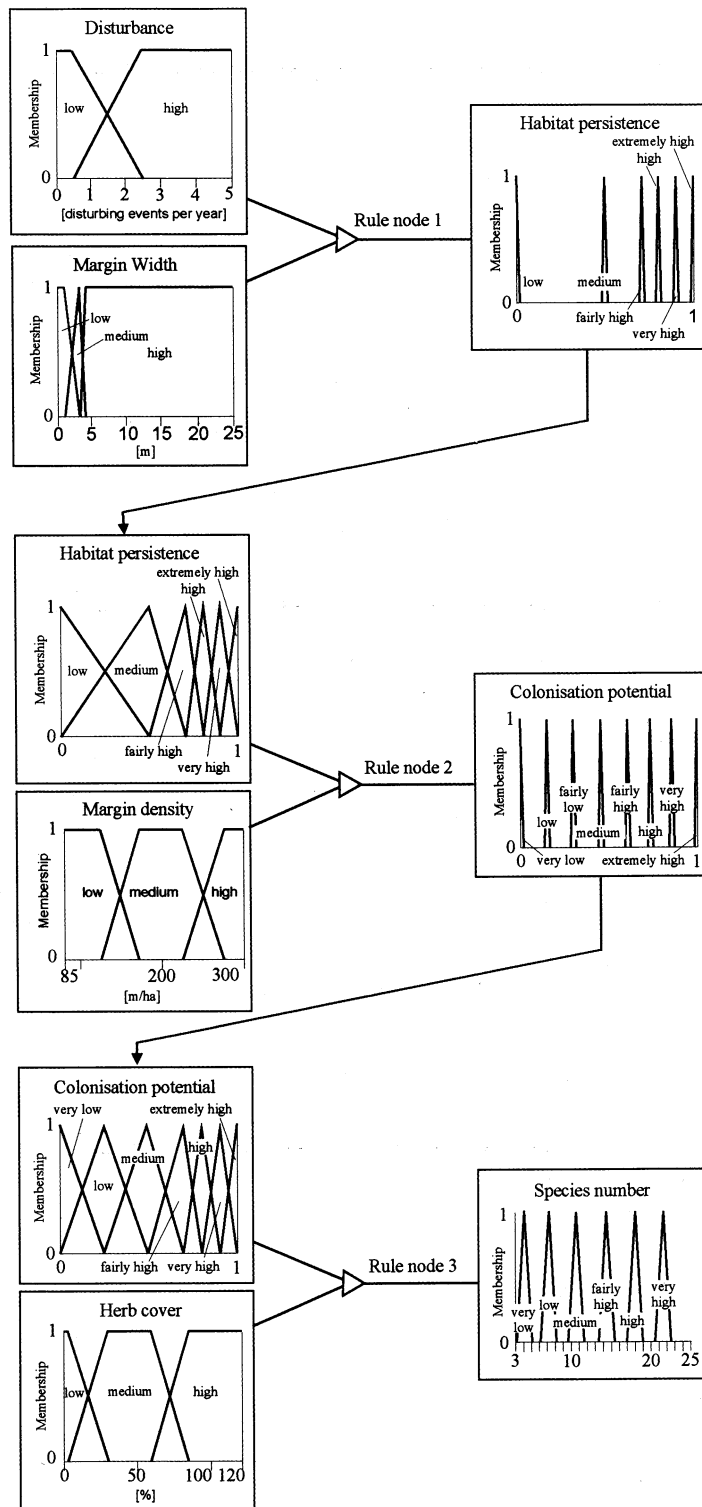 Disturbance
1
Membership
low
high
0
0 1 2 3 4 5
[disturbing events per year]
Margin Width
1
Membership
low
medium
high
0
0 5 10 15 20 25
[m]
Rule node 1
Habitat persistence
extremely high
high
1
Membership
low
medium
0
0 1
fairly high
very high
Habitat persistence
extremely high
high
1
Membership
low
medium
0
0 1
fairly high
very high
Margin density
1
Membership
low
medium
high
0
85 200 300
[m/ha]
Rule node 2
Colonisation potential
1
Membership
fairly low
fairly high
very high
low
medium
high
0
0 1
very low
extremely high
Colonisation potential
very low
extremely high
1
Membership
medium
high
low
0
0 1
fairly high
very high
Herb cover
1
Membership
low
medium
high
0
0 50 100 120
[%]
Rule node 3
Species number
1
Membership
very low
low
medium
fairly high
high
very high
0
3 10 20 25